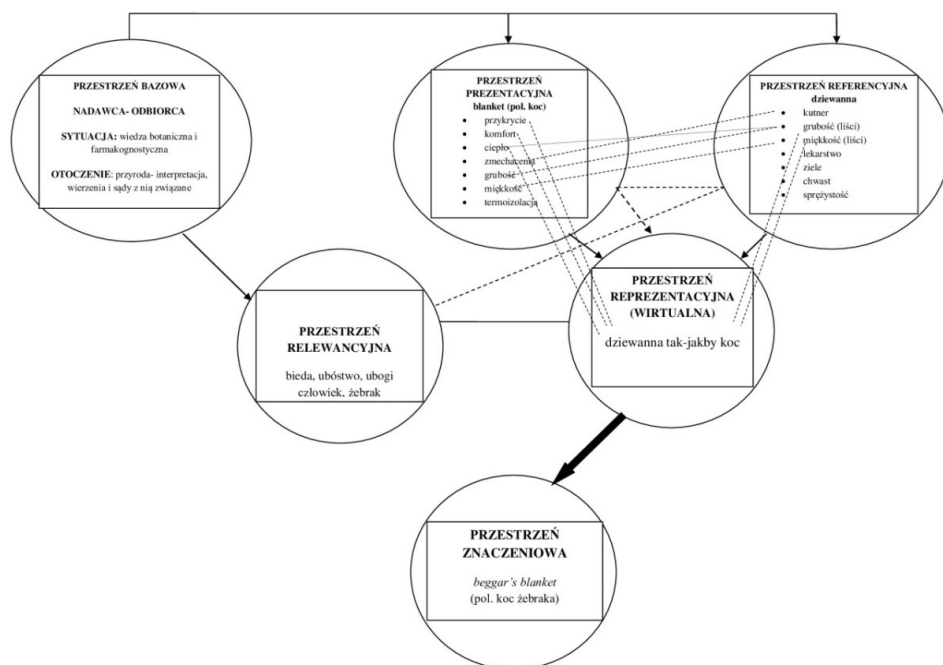 PRZESTRZEŃ BAZOWA
NADAWCA- ODBIORCA
SYTUACJA: wiedza botaniczna i
farmakognostyczna
OTOCZENIE: przyroda- interpretacja,
wierzenia i sądy z nią związane
PRZESTRZEŃ
PREZENTACYJNA
blanket (pol. koc)
• przykrycie
• komfort
• ciepło
• zmechacenia
• grubość
• miękkość
• termoizolacja
PRZESTRZEŃ REFERENCYJNA
dziewanna
• kutner
• grubość (liści)
• miękkość (liści)
• lekarstwo
• ziele
• chwast
• sprężystość
PRZESTRZEŃ
RELEWANCYJNA
bieda, ubóstwo, ubogi
człowiek, żebrak
PRZESTRZEŃ
REPREZENTACYJNA
(WIRTUALNA)
dziewanna tak-jakby koc
PRZESTRZEŃ
ZNACZENIOWA
beggar´s blanket
(pol. koc żebraka)